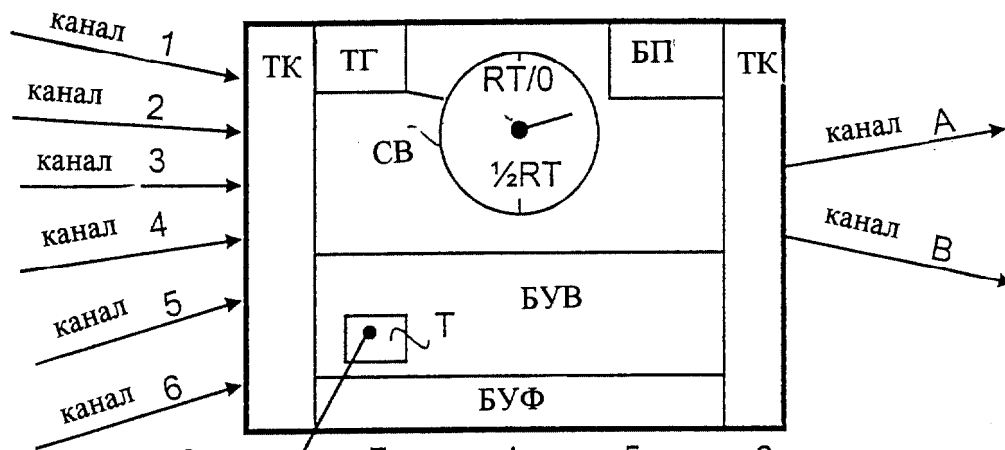 канал 1
канал 2
канал 3
канал 4
канал 5
канал 6
ТК
ТГ
RT/0
СВ
½RT
БП
ТК
БУВ
T
БУФ
канал A
канал B